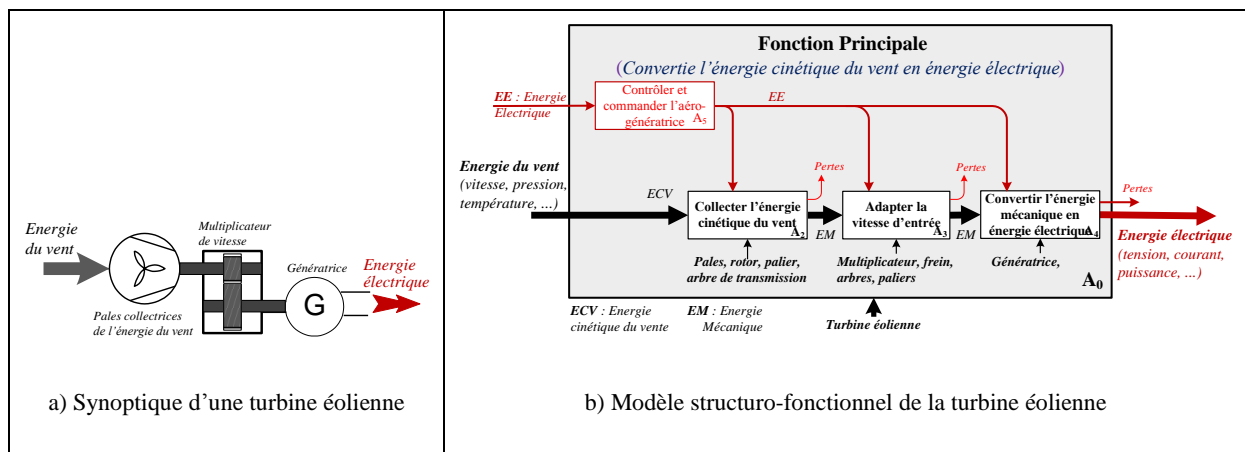 Energie
du vent
Multiplicateur
de vitesse
Génératrice
Energie
électrique
G
Pales collectrices
de l'énergie du vent
a) Synoptique d'une turbine éolienne
Fonction Principale
(Convertie l'énergie cinétique du vent en énergie électrique)
EE : Energie
Electrique
Contrôler et
commander l'aéro-
génératrice A5
EE
Energie du vent
(vitesse, pression,
température, ...)
ECV
Collecter l'énergie
cinétique du vent
A2
Pertes
EM
Adapter la
vitesse d'entrée
A3
Pertes
EM
Convertir l'énergie
mécanique en
énergie électrique
A4
Pertes
Energie électrique
(tension, courant,
puissance, ...)
Pales, rotor, palier,
arbre de transmission
Multiplicateur, frein,
arbres, paliers
Génératrice,
A0
ECV : Energie
cinétique du vente
EM : Energie
Mécanique
Turbine éolienne
b) Modèle structuro-fonctionnel de la turbine éolienne